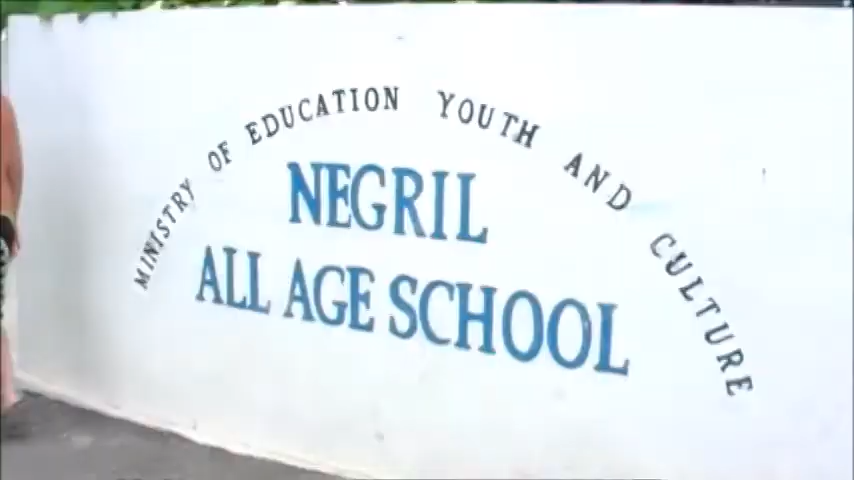 MINISTRY OF EDUCATION YOUTH AND CULTURE
NEGRIL
ALL AGE SCHOOL